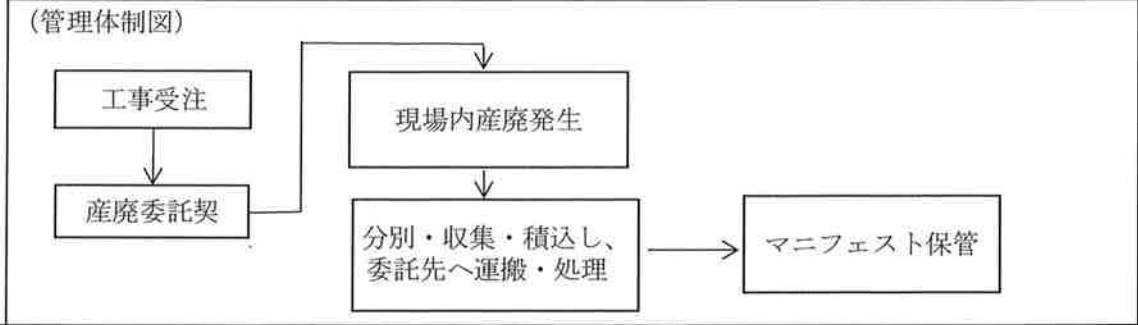 （管理体制図）
工事受注
産廃委託契
現場内産廃発生
分別・収集・積込し、
委託先へ運搬・処理
マニフェスト保管